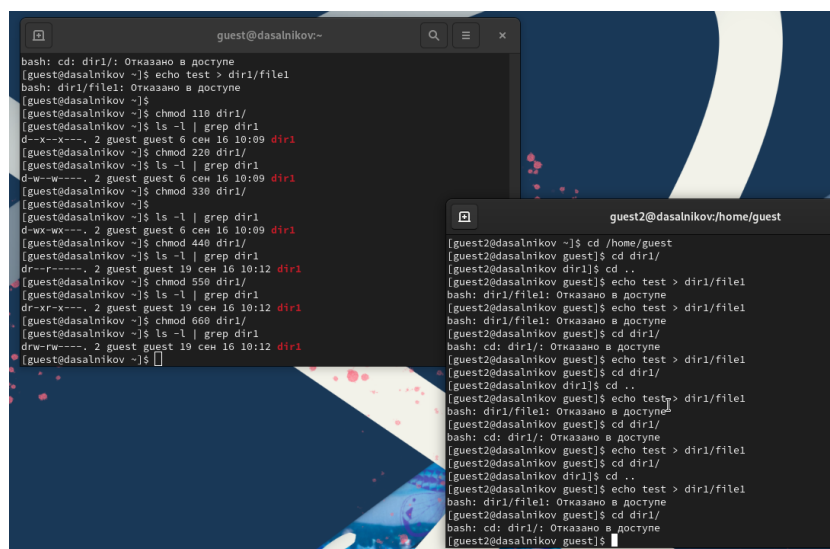 guest@dasalnikov:~
bash: cd: dir1/: Отказано в доступе
[guest@dasalnikov ~]$ echo test > dir1/file1
bash: dir1/file1: Отказано в доступе
[guest@dasalnikov ~]$
[guest@dasalnikov ~]$ chmod 110 dir1/
[guest@dasalnikov ~]$ ls -l | grep dir1
d--x--x---. 2 guest guest 6 сен 16 10:09 dir1
[guest@dasalnikov ~]$ chmod 220 dir1/
[guest@dasalnikov ~]$ ls -l | grep dir1
d-w--w----. 2 guest guest 6 сен 16 10:09 dir1
[guest@dasalnikov ~]$ chmod 330 dir1/
[guest@dasalnikov ~]$
[guest@dasalnikov ~]$ ls -l | grep dir1
d-wx-wx---. 2 guest guest 6 сен 16 10:09 dir1
[guest@dasalnikov ~]$ chmod 440 dir1/
[guest@dasalnikov ~]$ ls -l | grep dir1
dr--r-----. 2 guest guest 19 сен 16 10:12 dir1
[guest@dasalnikov ~]$ chmod 550 dir1/
[guest@dasalnikov ~]$ ls -l | grep dir1
dr-xr-x---. 2 guest guest 19 сен 16 10:12 dir1
[guest@dasalnikov ~]$ chmod 660 dir1/
[guest@dasalnikov ~]$ ls -l | grep dir1
drw-rw----. 2 guest guest 19 сен 16 10:12 dir1
[guest@dasalnikov ~]$
guest2@dasalnikov:/home/guest
[guest2@dasalnikov ~]$ cd /home/guest
[guest2@dasalnikov guest]$ cd dir1/
[guest2@dasalnikov dir1]$ cd ..
[guest2@dasalnikov guest]$ echo test > dir1/file1
bash: dir1/file1: Отказано в доступе
[guest2@dasalnikov guest]$ echo test > dir1/file1
bash: dir1/file1: Отказано в доступе
[guest2@dasalnikov guest]$ cd dir1/
bash: cd: dir1/: Отказано в доступе
[guest2@dasalnikov guest]$ echo test > dir1/file1
[guest2@dasalnikov guest]$ cd dir1/
[guest2@dasalnikov dir1]$ cd ..
[guest2@dasalnikov guest]$ echo test > dir1/file1
bash: dir1/file1: Отказано в доступе
[guest2@dasalnikov guest]$ cd dir1/
bash: cd: dir1/: Отказано в доступе
[guest2@dasalnikov guest]$ echo test > dir1/file1
[guest2@dasalnikov guest]$ cd dir1/
[guest2@dasalnikov dir1]$ cd ..
[guest2@dasalnikov guest]$ echo test > dir1/file1
bash: dir1/file1: Отказано в доступе
[guest2@dasalnikov guest]$ cd dir1/
bash: cd: dir1/: Отказано в доступе
[guest2@dasalnikov guest]$